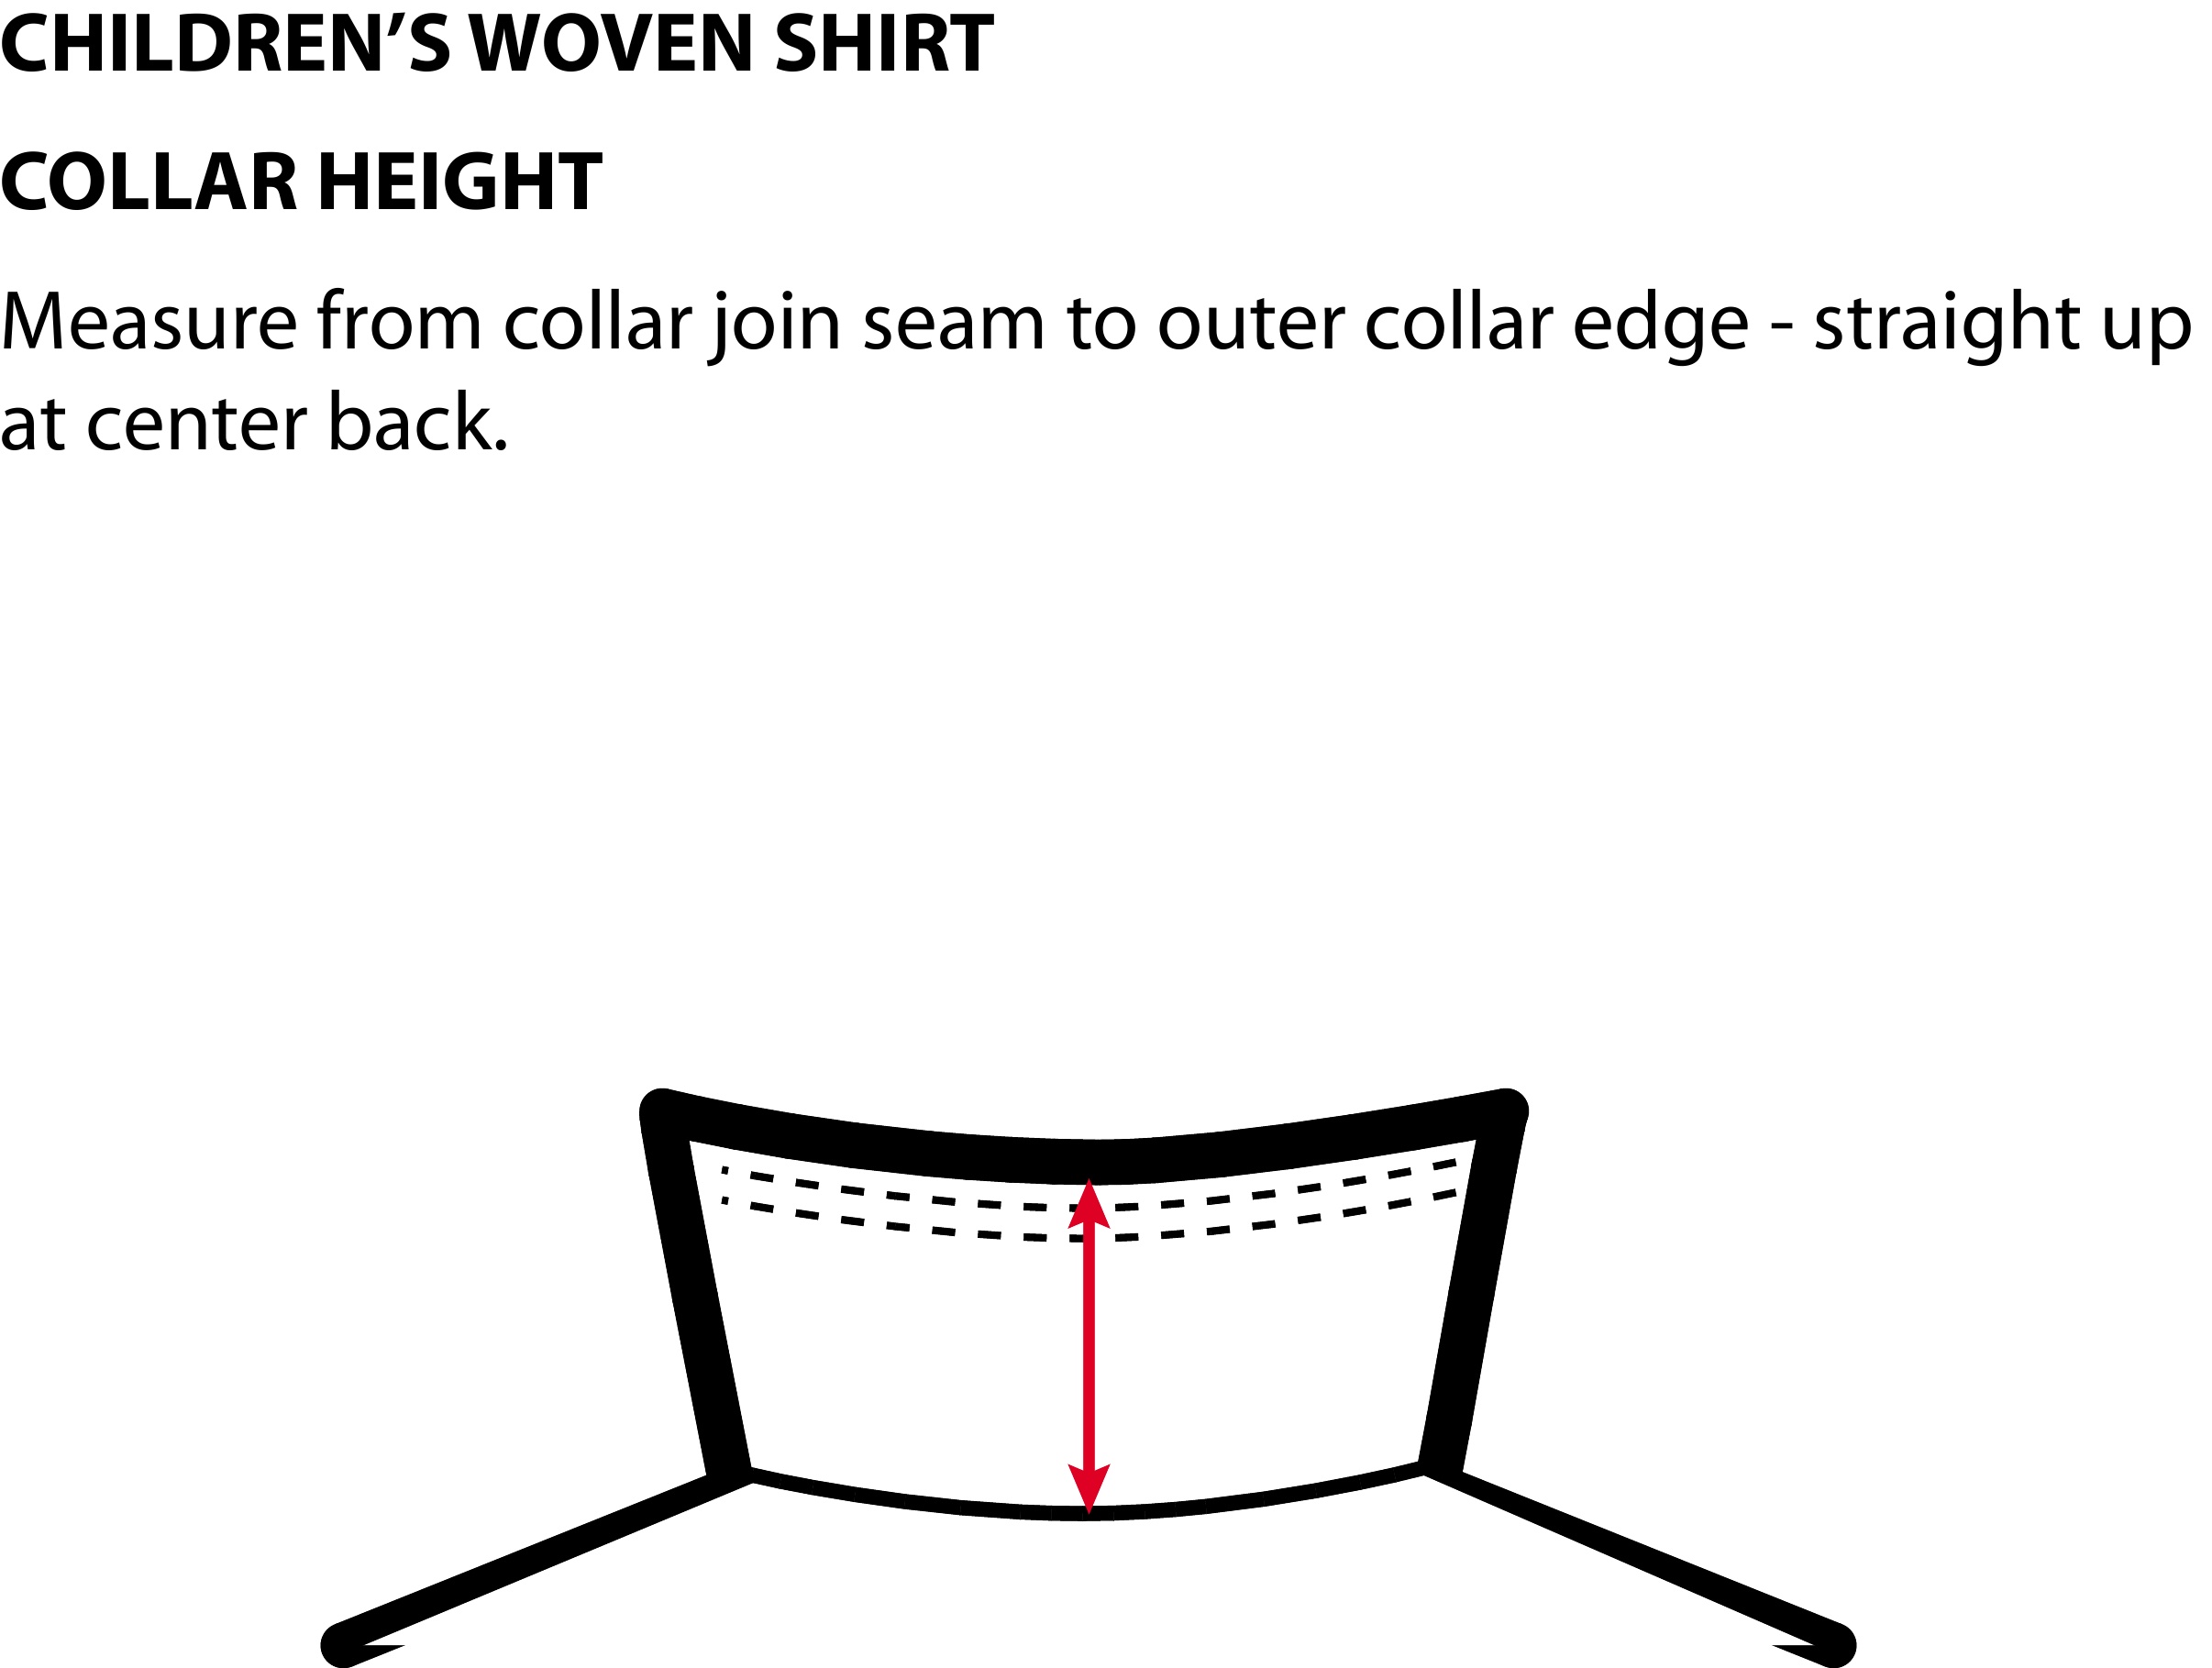 CHILDREN’S WOVEN SHIRT
COLLAR HEIGHT
Measure from collar join seam to outer collar edge - straight up
at center back.